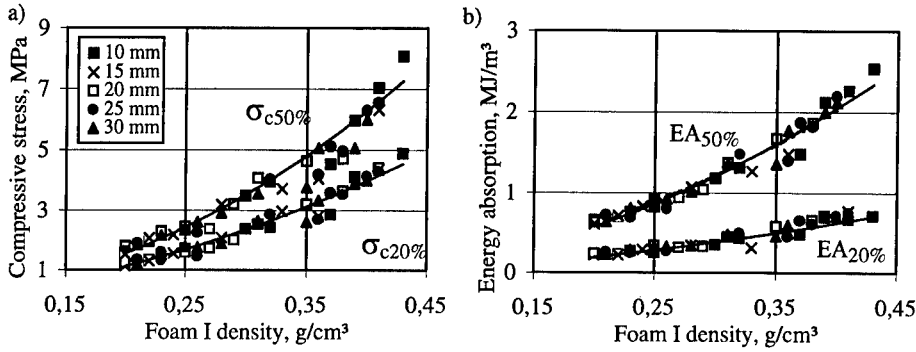 a)
Compressive stress, MPa
9
7
5
3
1
10 mm
15 mm
20 mm
25 mm
30 mm
σc50%
σc20%
0,15
0,25
0,35
0,45
Foam I density, g/cm³
b)
Energy absorption, MJ/m³
3
2
1
0
EA50%
EA20%
0,15
0,25
0,35
0,45
Foam I density, g/cm³